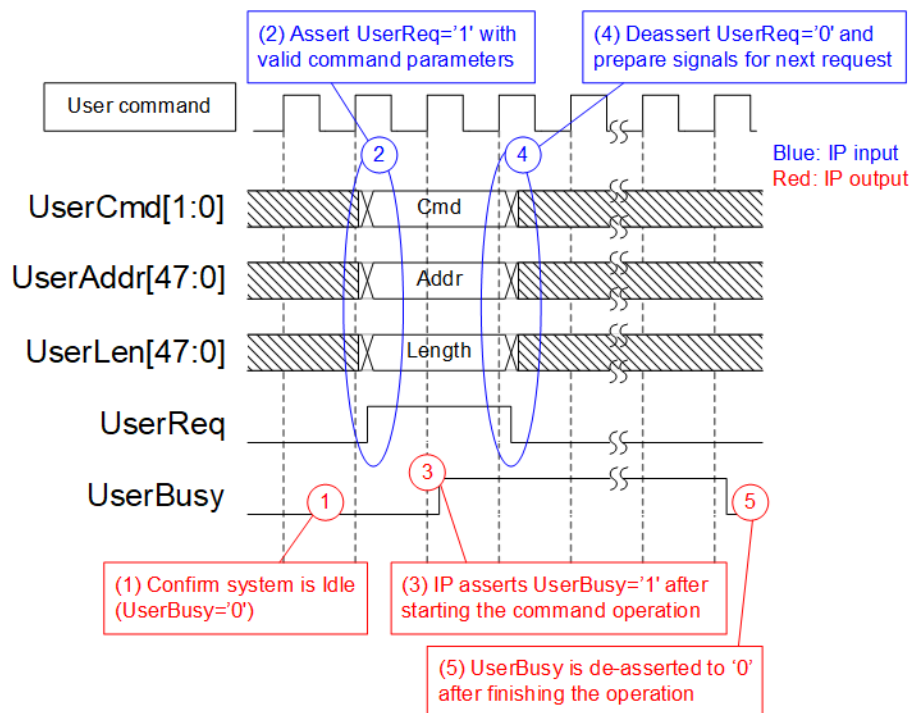 (2) Assert UserReq='1' with
valid command parameters
(4) Deassert UserReq='0' and
prepare signals for next request
User command
2
4
Blue: IP input
Red: IP output
UserCmd[1:0]
Cmd
UserAddr[47:0]
Addr
UserLen[47:0]
Length
UserReq
UserBusy
1
3
5
(1) Confirm system is Idle
(UserBusy='0')
(3) IP asserts UserBusy='1' after
starting the command operation
(5) UserBusy is de-asserted to ‘0’
after finishing the operation